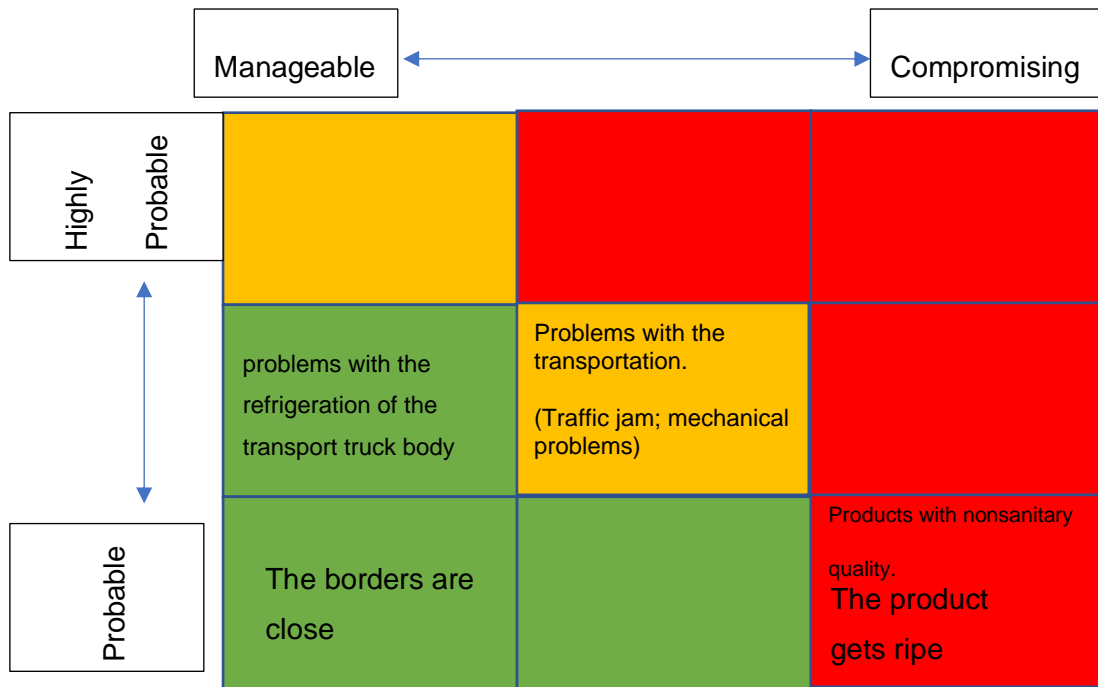 Manageable
Compromising
Highly
Probable
problems with the
refrigeration of the
transport truck body
Problems with the
transportation.
(Traffic jam; mechanical
problems)
Probable
The borders are
close
Products with nonsanitary
quality.
The product
gets ripe